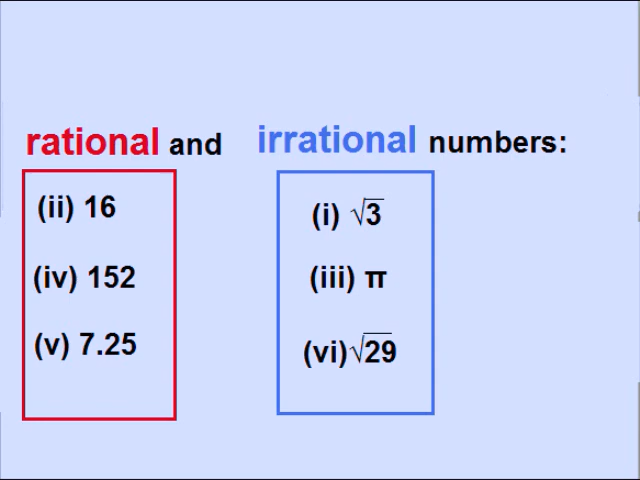 rational and irrational numbers:
(ii) 16
(iv) 152
(v) 7.25
(i) √3
(iii) π
(vi)√29